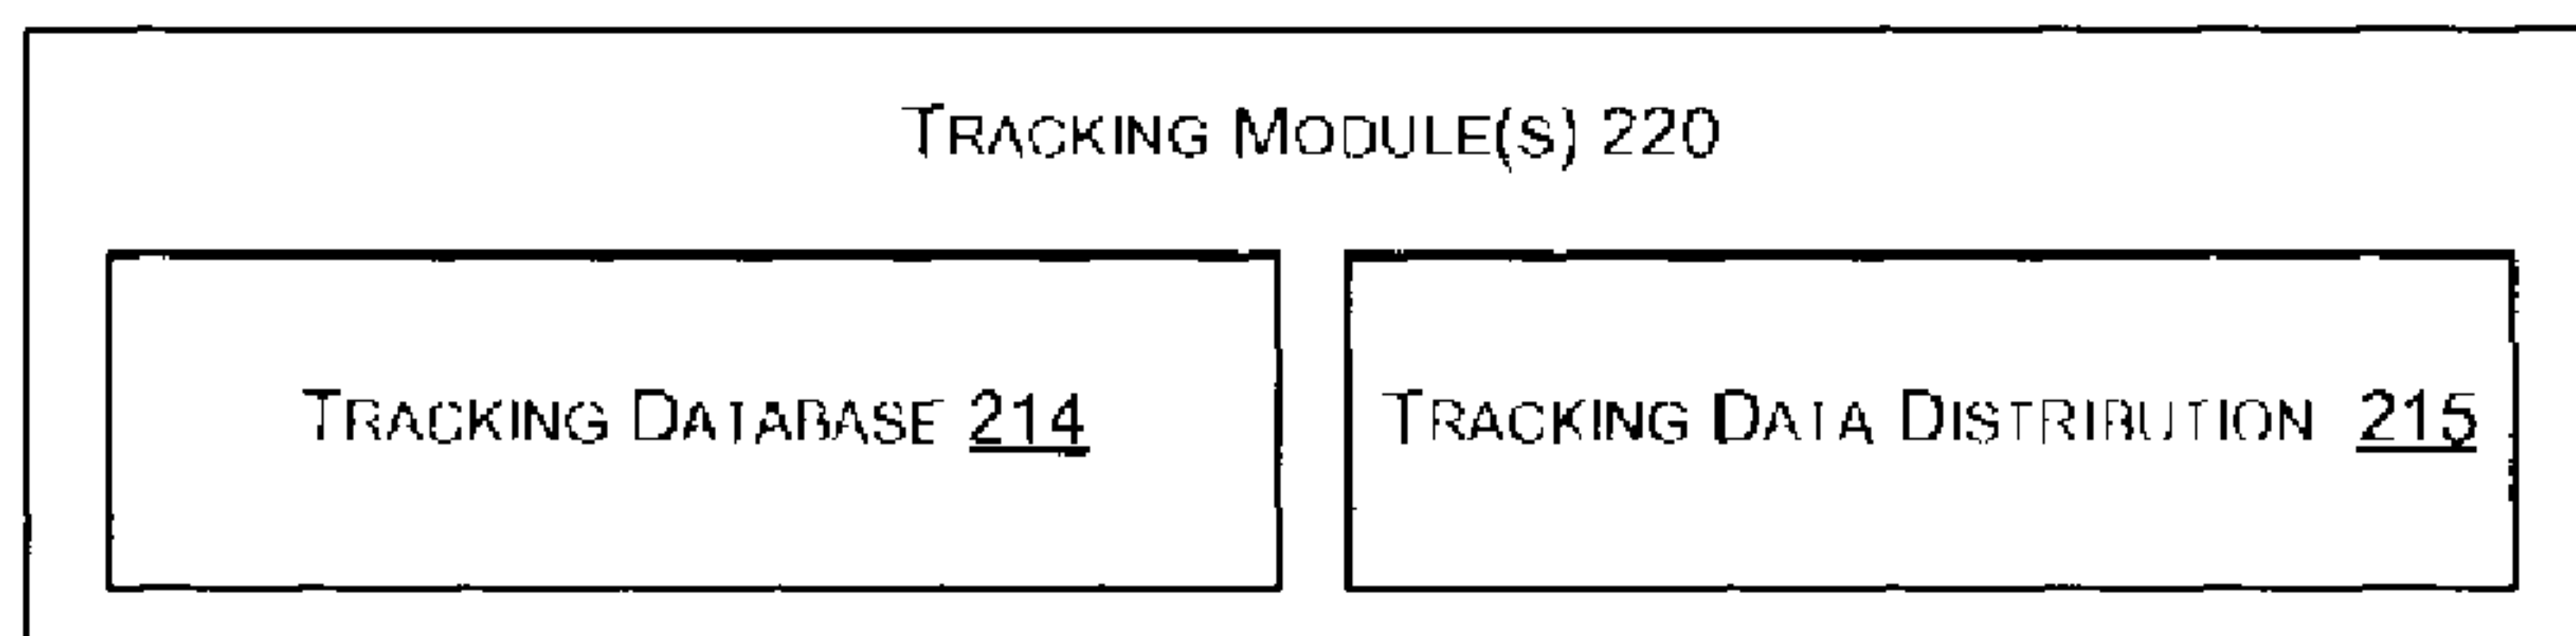 TRACKING MODULE(S) 220
TRACKING DATABASE 214
TRACKING DATA DISTRIBUTION 215